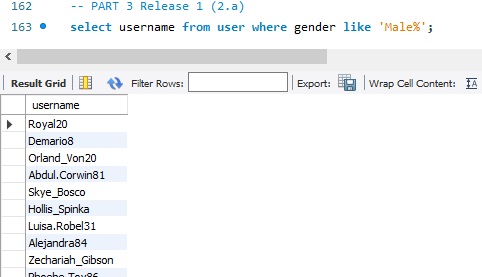 162 -- PART 3 Release 1 (2.a)
163 select username from user where gender like 'Male%';
Result Grid Filter Rows: Export: Wrap Cell Content:
username
Royal20
Demario8
Orland_Von20
Abdul.Corwin81
Skye_Bosco
Hollis_Spinka
Luisa.Robel31
Alejandra84
Zechariah_Gibson